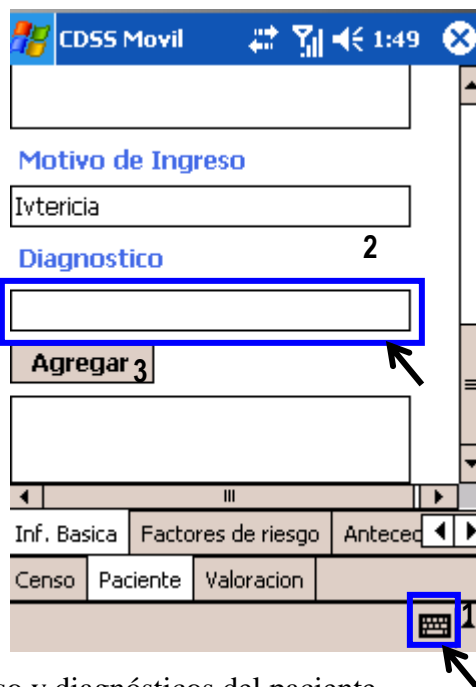 CDSS Movil 1:49
Motivo de Ingreso
Ivtericia
Diagnostico
2
Agregar 3
Inf. Basica Factores de riesgo Anteced
Censo Paciente Valoracion
1
so y diagnósticos del paciente